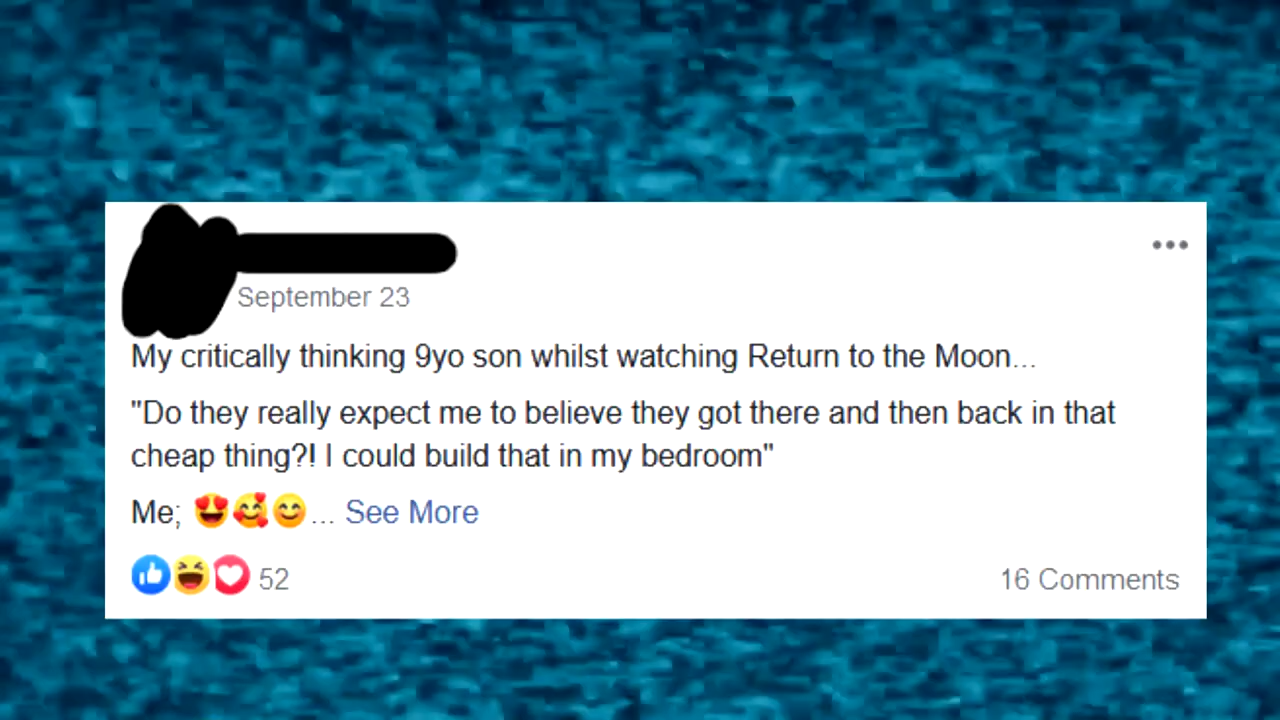 September 23
My critically thinking 9yo son whilst watching Return to the Moon...
"Do they really expect me to believe they got there and then back in that
cheap thing?! I could build that in my bedroom"
Me; 😍🥰😊... See More
52
16 Comments